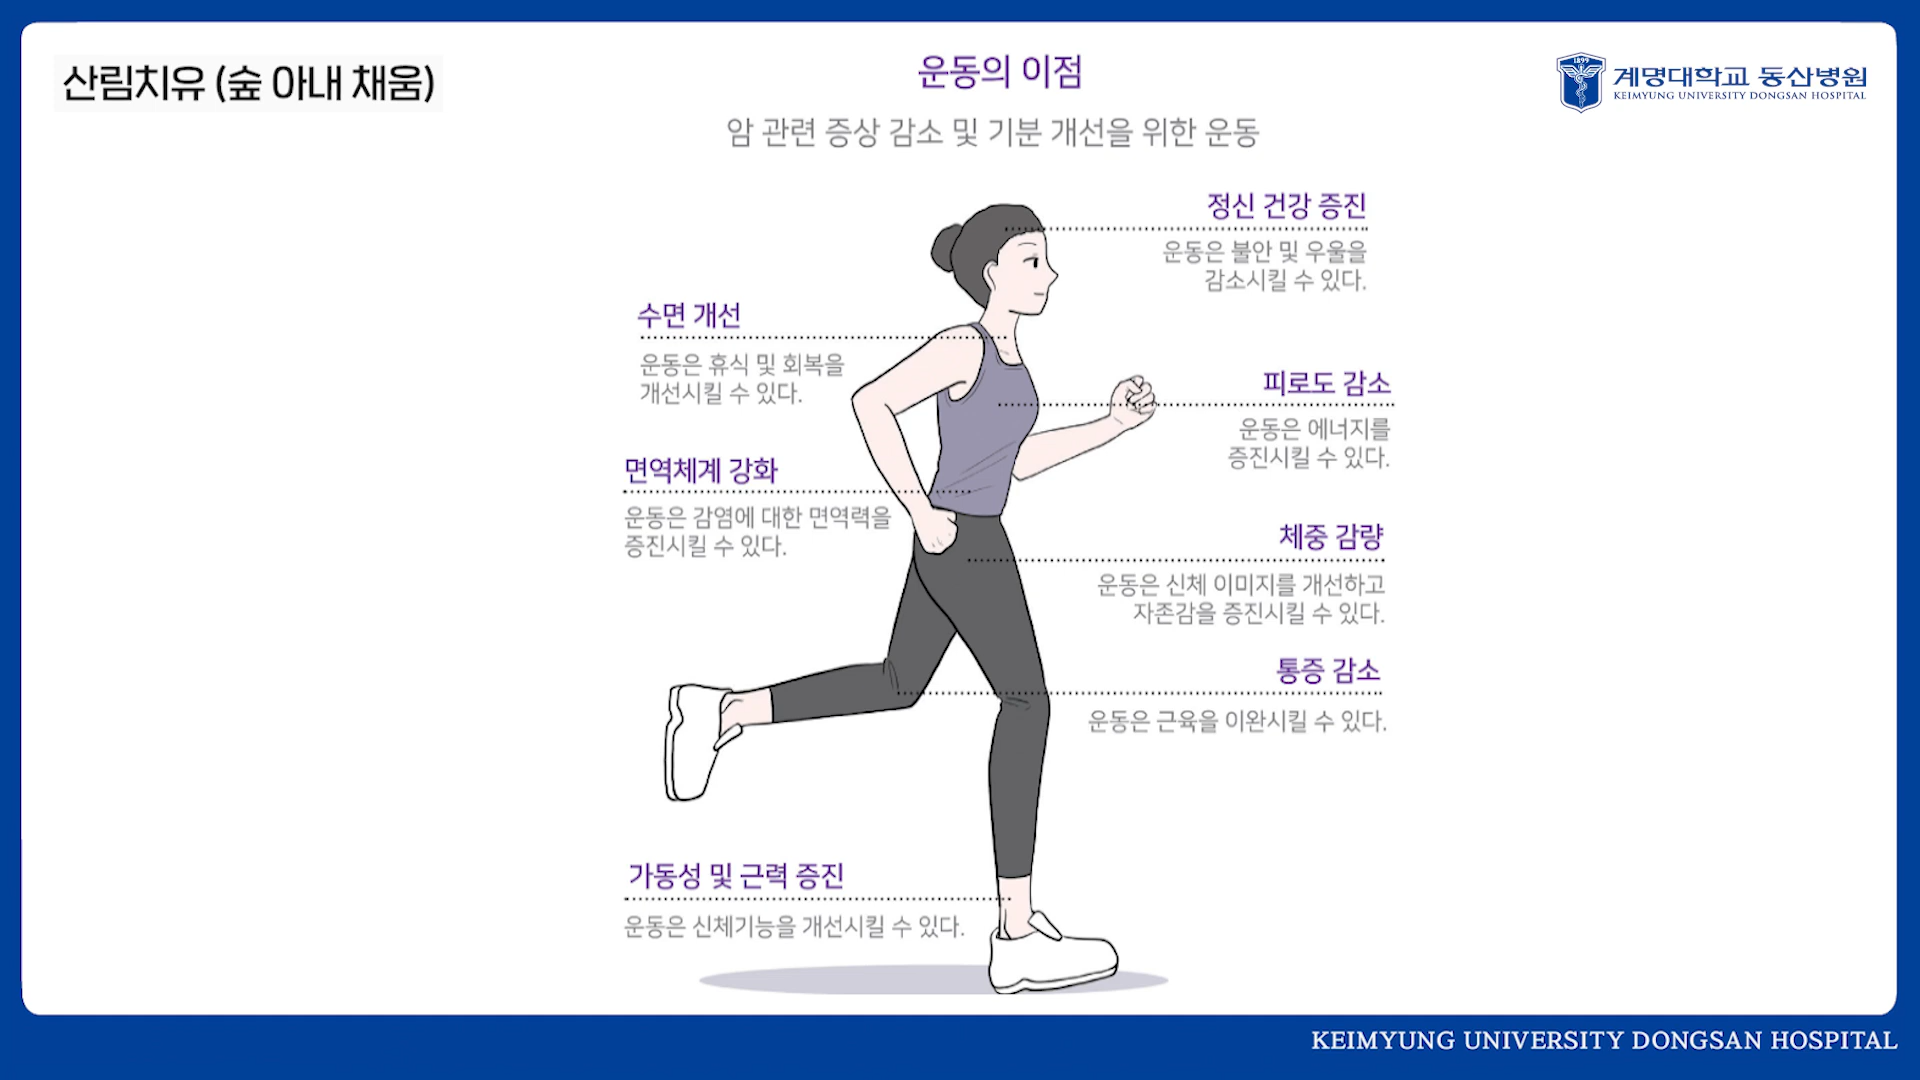 산림치유 (숲 아내 채움)
운동의 이점
암 관련 증상 감소 및 기분 개선을 위한 운동
1899
계명대학교 동산병원
KEIMYUNG UNIVERSITY DONGSAN HOSPITAL
정신 건강 증진
운동은 불안 및 우울을
감소시킬 수 있다.
수면 개선
운동은 휴식 및 회복을
개선시킬 수 있다.
피로도 감소
운동은 에너지를
증진시킬 수 있다.
면역체계 강화
운동은 감염에 대한 면역력을
증진시킬 수 있다.
체중 감량
운동은 신체 이미지를 개선하고
자존감을 증진시킬 수 있다.
통증 감소
운동은 근육을 이완시킬 수 있다.
가동성 및 근력 증진
운동은 신체기능을 개선시킬 수 있다.
KEIMYUNG UNIVERSITY DONGSAN HOSPITAL